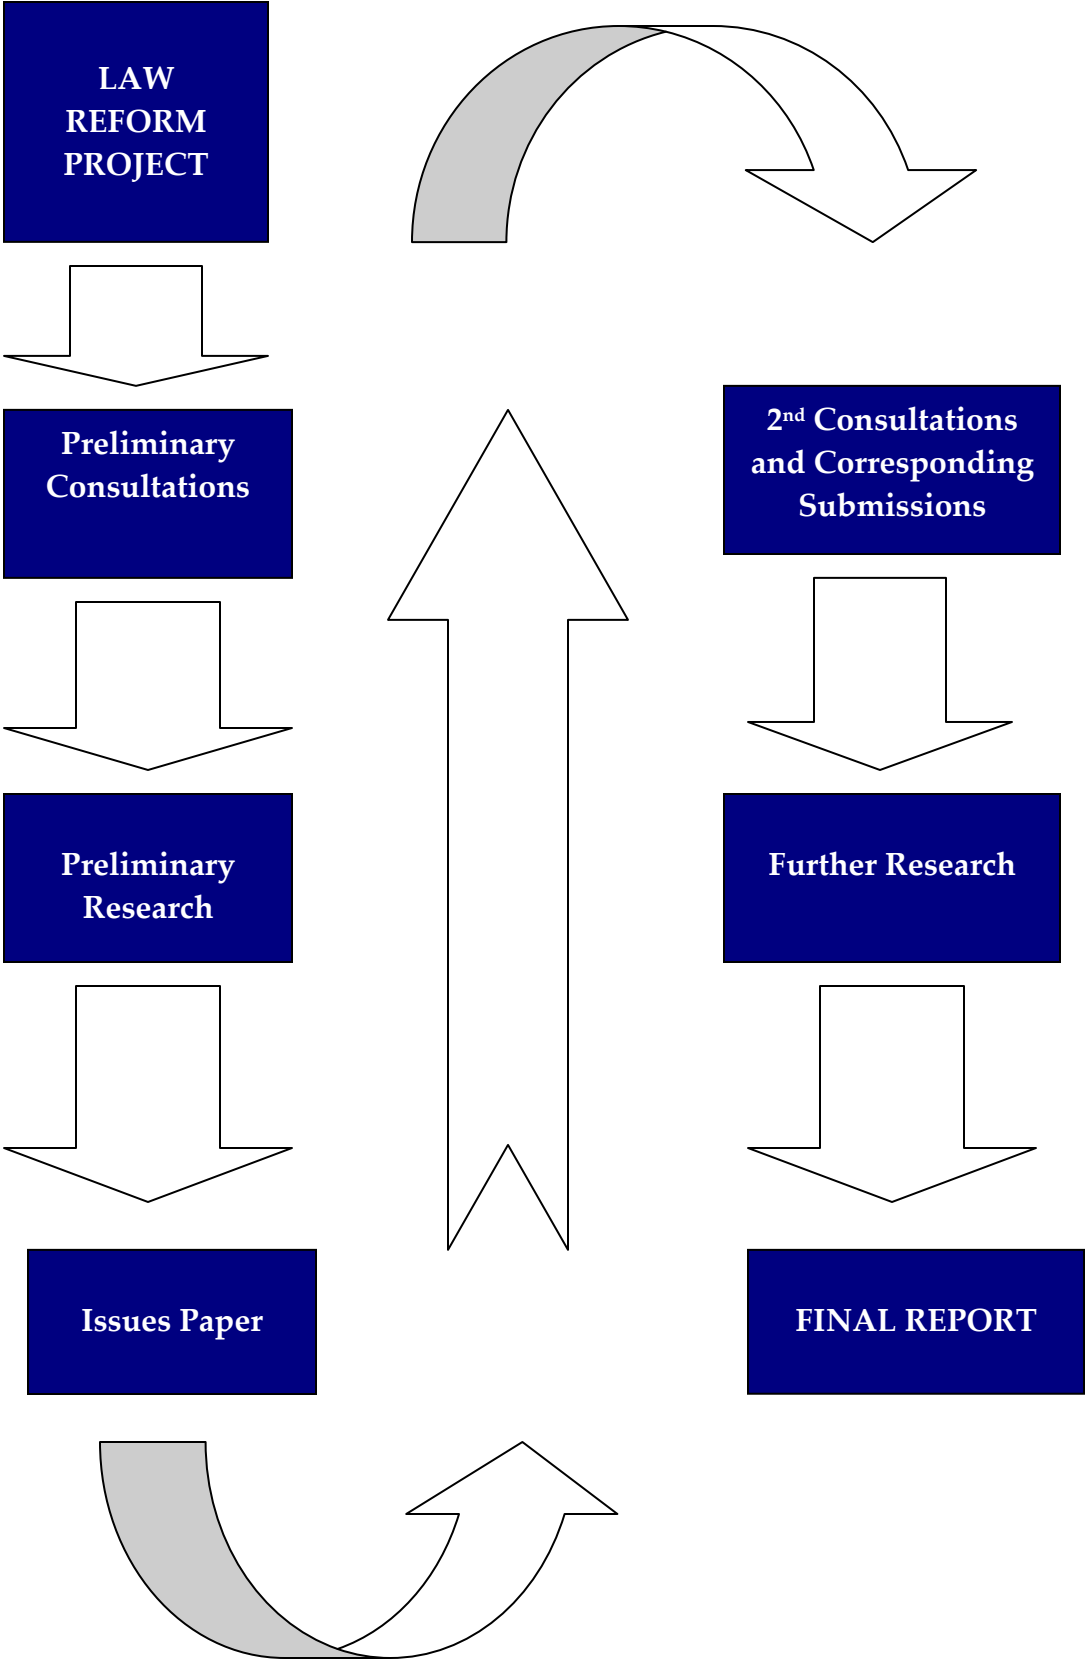 LAW
REFORM
PROJECT
Preliminary
Consultations
Preliminary
Research
Issues Paper
2nd Consultations
and Corresponding
Submissions
Further Research
FINAL REPORT